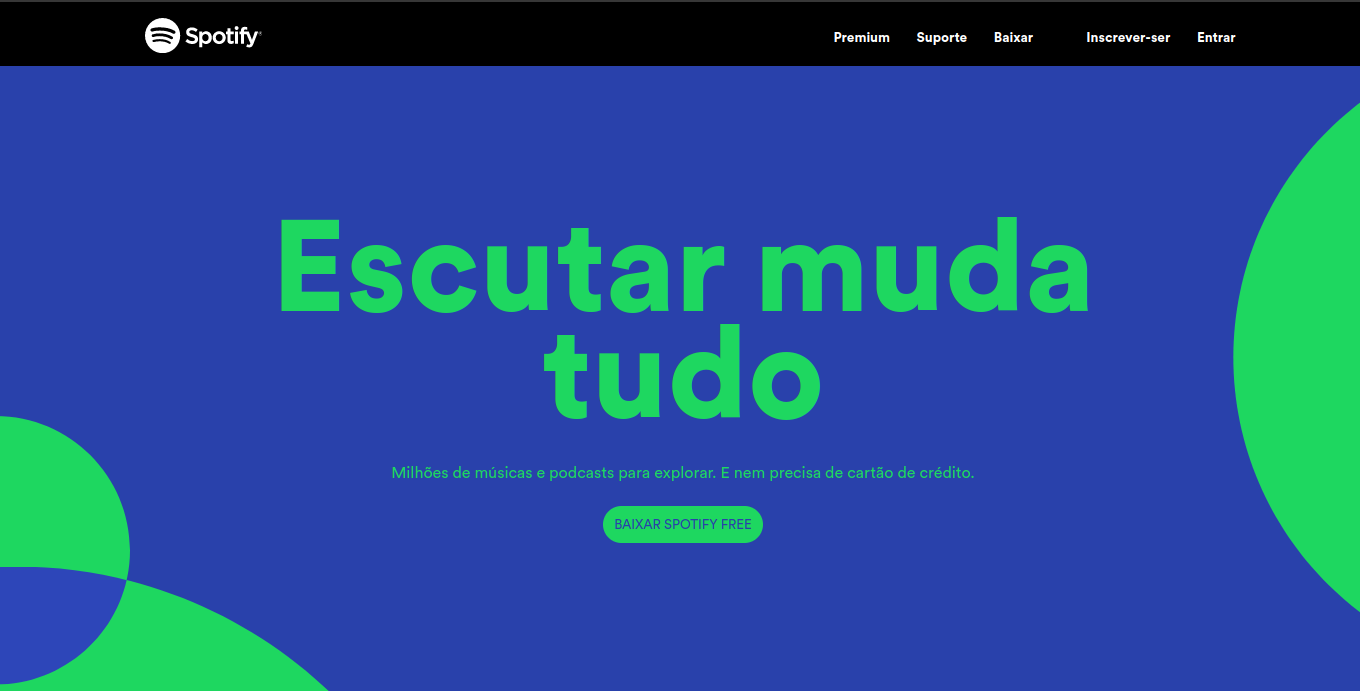 Spotify
Premium Suporte Baixar Inscrever-ser Entrar
Escutar muda
tudo
Milhões de músicas e podcasts para explorar. E nem precisa de cartão de crédito.
BAIXAR SPOTIFY FREE